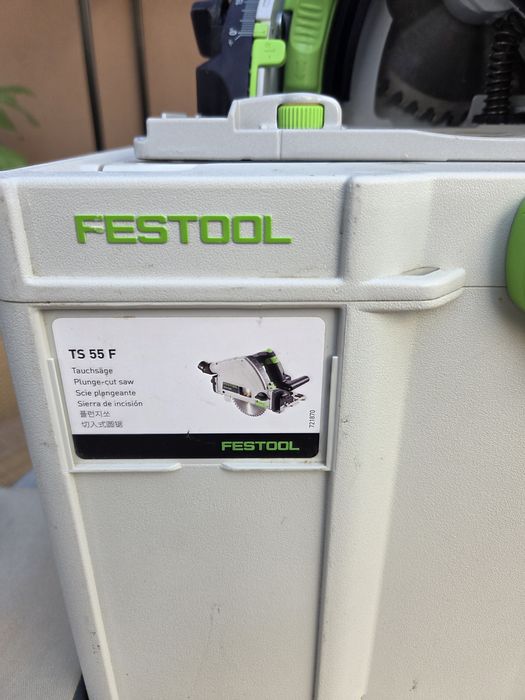 FESTOOL
TS 55 F
Tauchsäge
Plunge-cut saw
Scie plongeante
Sierra de incisión
플런지쏘
切入式圆锯
721870
FESTOOL